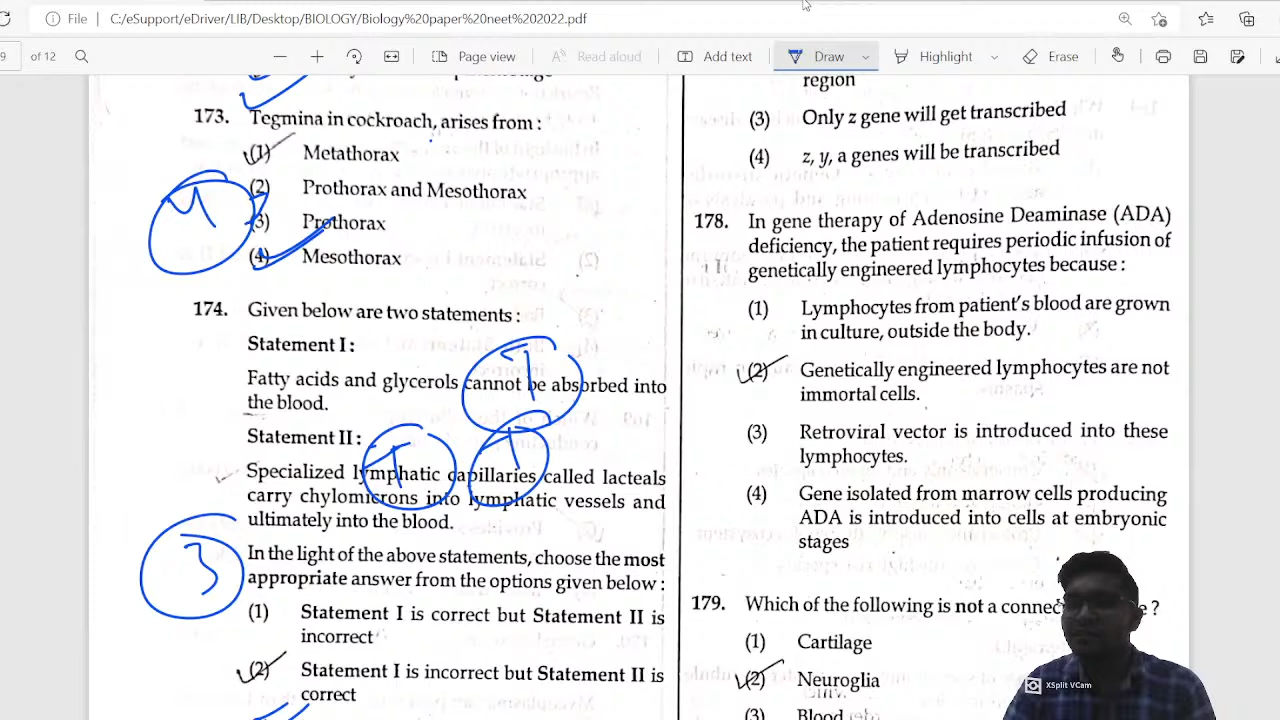 File
C:/eSupport/eDriver/LIB/Desktop/BIOLOGY/Biology%20paper%20neet%202022.pdf
9 of 12
Page view
Read aloud
Add text
Draw
Highlight
Erase
173. Tegmina in cockroach, arises from :
(1) Metathorax
(2) Prothorax and Mesothorax
(3) Prothorax
(4) Mesothorax
4
174. Given below are two statements :
Statement I :
Fatty acids and glycerols cannot be absorbed into
the blood.
Statement II :
Specialized lymphatic capillaries called lacteals
carry chylomicrons into lymphatic vessels and
ultimately into the blood.
T
T
T
3
In the light of the above statements, choose the most
appropriate answer from the options given below :
(1) Statement I is correct but Statement II is
incorrect
(2) Statement I is incorrect but Statement II is
correct
region
(3) Only z gene will get transcribed
(4) z, y, a genes will be transcribed
178. In gene therapy of Adenosine Deaminase (ADA)
deficiency, the patient requires periodic infusion of
genetically engineered lymphocytes because :
(1) Lymphocytes from patient's blood are grown
in culture, outside the body.
(2) Genetically engineered lymphocytes are not
immortal cells.
(3) Retroviral vector is introduced into these
lymphocytes.
(4) Gene isolated from marrow cells producing
ADA is introduced into cells at embryonic
stages
179. Which of the following is not a connec ?
(1) Cartilage
(2) Neuroglia
(3) Blood
XSplit VCam